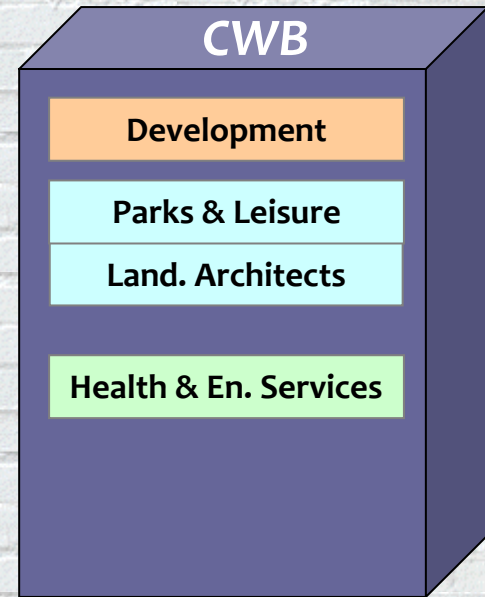 CWB
Development
Parks & Leisure
Land. Architects
Health & En. Services